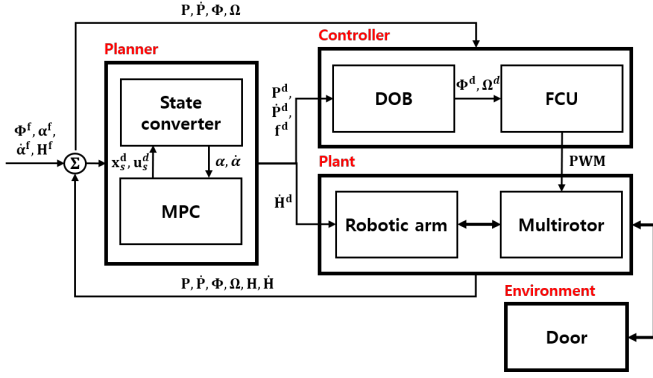 P, Ṗ, Φ, Ω
Controller
Planner
State
converter
DOB
Φᵈ, Ωᵈ
FCU
Pᵈ,
Ṗᵈ,
fᵈ
Φᶠ, αᶠ,
α̇ᶠ, Hᶠ
Σ
xₛᵈ, uₛᵈ
α, α̇
MPC
PWM
Plant
Ḣᵈ
Robotic arm
Multirotor
P, Ṗ, Φ, Ω, H, Ḣ
Environment
Door